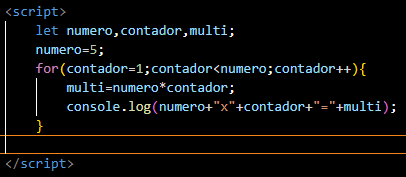 <script>
let numero,contador,multi;
numero=5;
for(contador=1;contador<numero;contador++){
multi=numero*contador;
console.log(numero+"x"+contador+"="+multi);
}
</script>